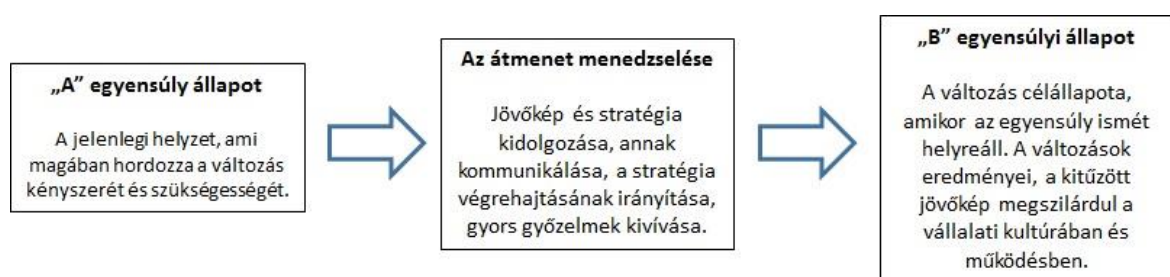 „A” egyensúly állapot
A jelenlegi helyzet, ami
magában hordozza a változás
kényszerét és szükségességét.
Az átmenet menedzselése
Jövőkép és stratégia
kidolgozása, annak
kommunikálása, a stratégia
végrehajtásának irányítása,
gyors győzelmek kivívása.
„B” egyensúlyi állapot
A változás célállapota,
amikor az egyensúly ismét
helyreáll. A változások
eredményei, a kitűzött
jövőkép megszilárdul a
vállalati kultúrában és
működésben.